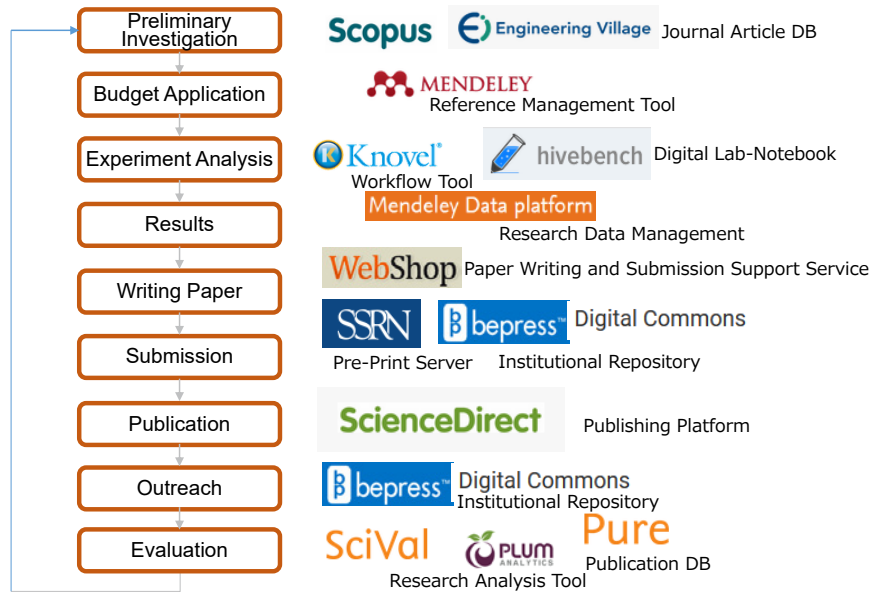 Preliminary
Investigation
Scopus
Engineering Village
Journal Article DB
Budget Application
MENDELEY
Reference Management Tool
Experiment Analysis
Knovel®
hivebench
Digital Lab-Notebook
Workflow Tool
Mendeley Data platform
Results
Research Data Management
WebShop
Paper Writing and Submission Support Service
Writing Paper
SSRN
bepress™
Digital Commons
Submission
Pre-Print Server
Institutional Repository
Publication
ScienceDirect
Publishing Platform
Outreach
bepress™
Digital Commons
Institutional Repository
Evaluation
SciVal
PLUM
ANALYTICS
Pure
Publication DB
Research Analysis Tool